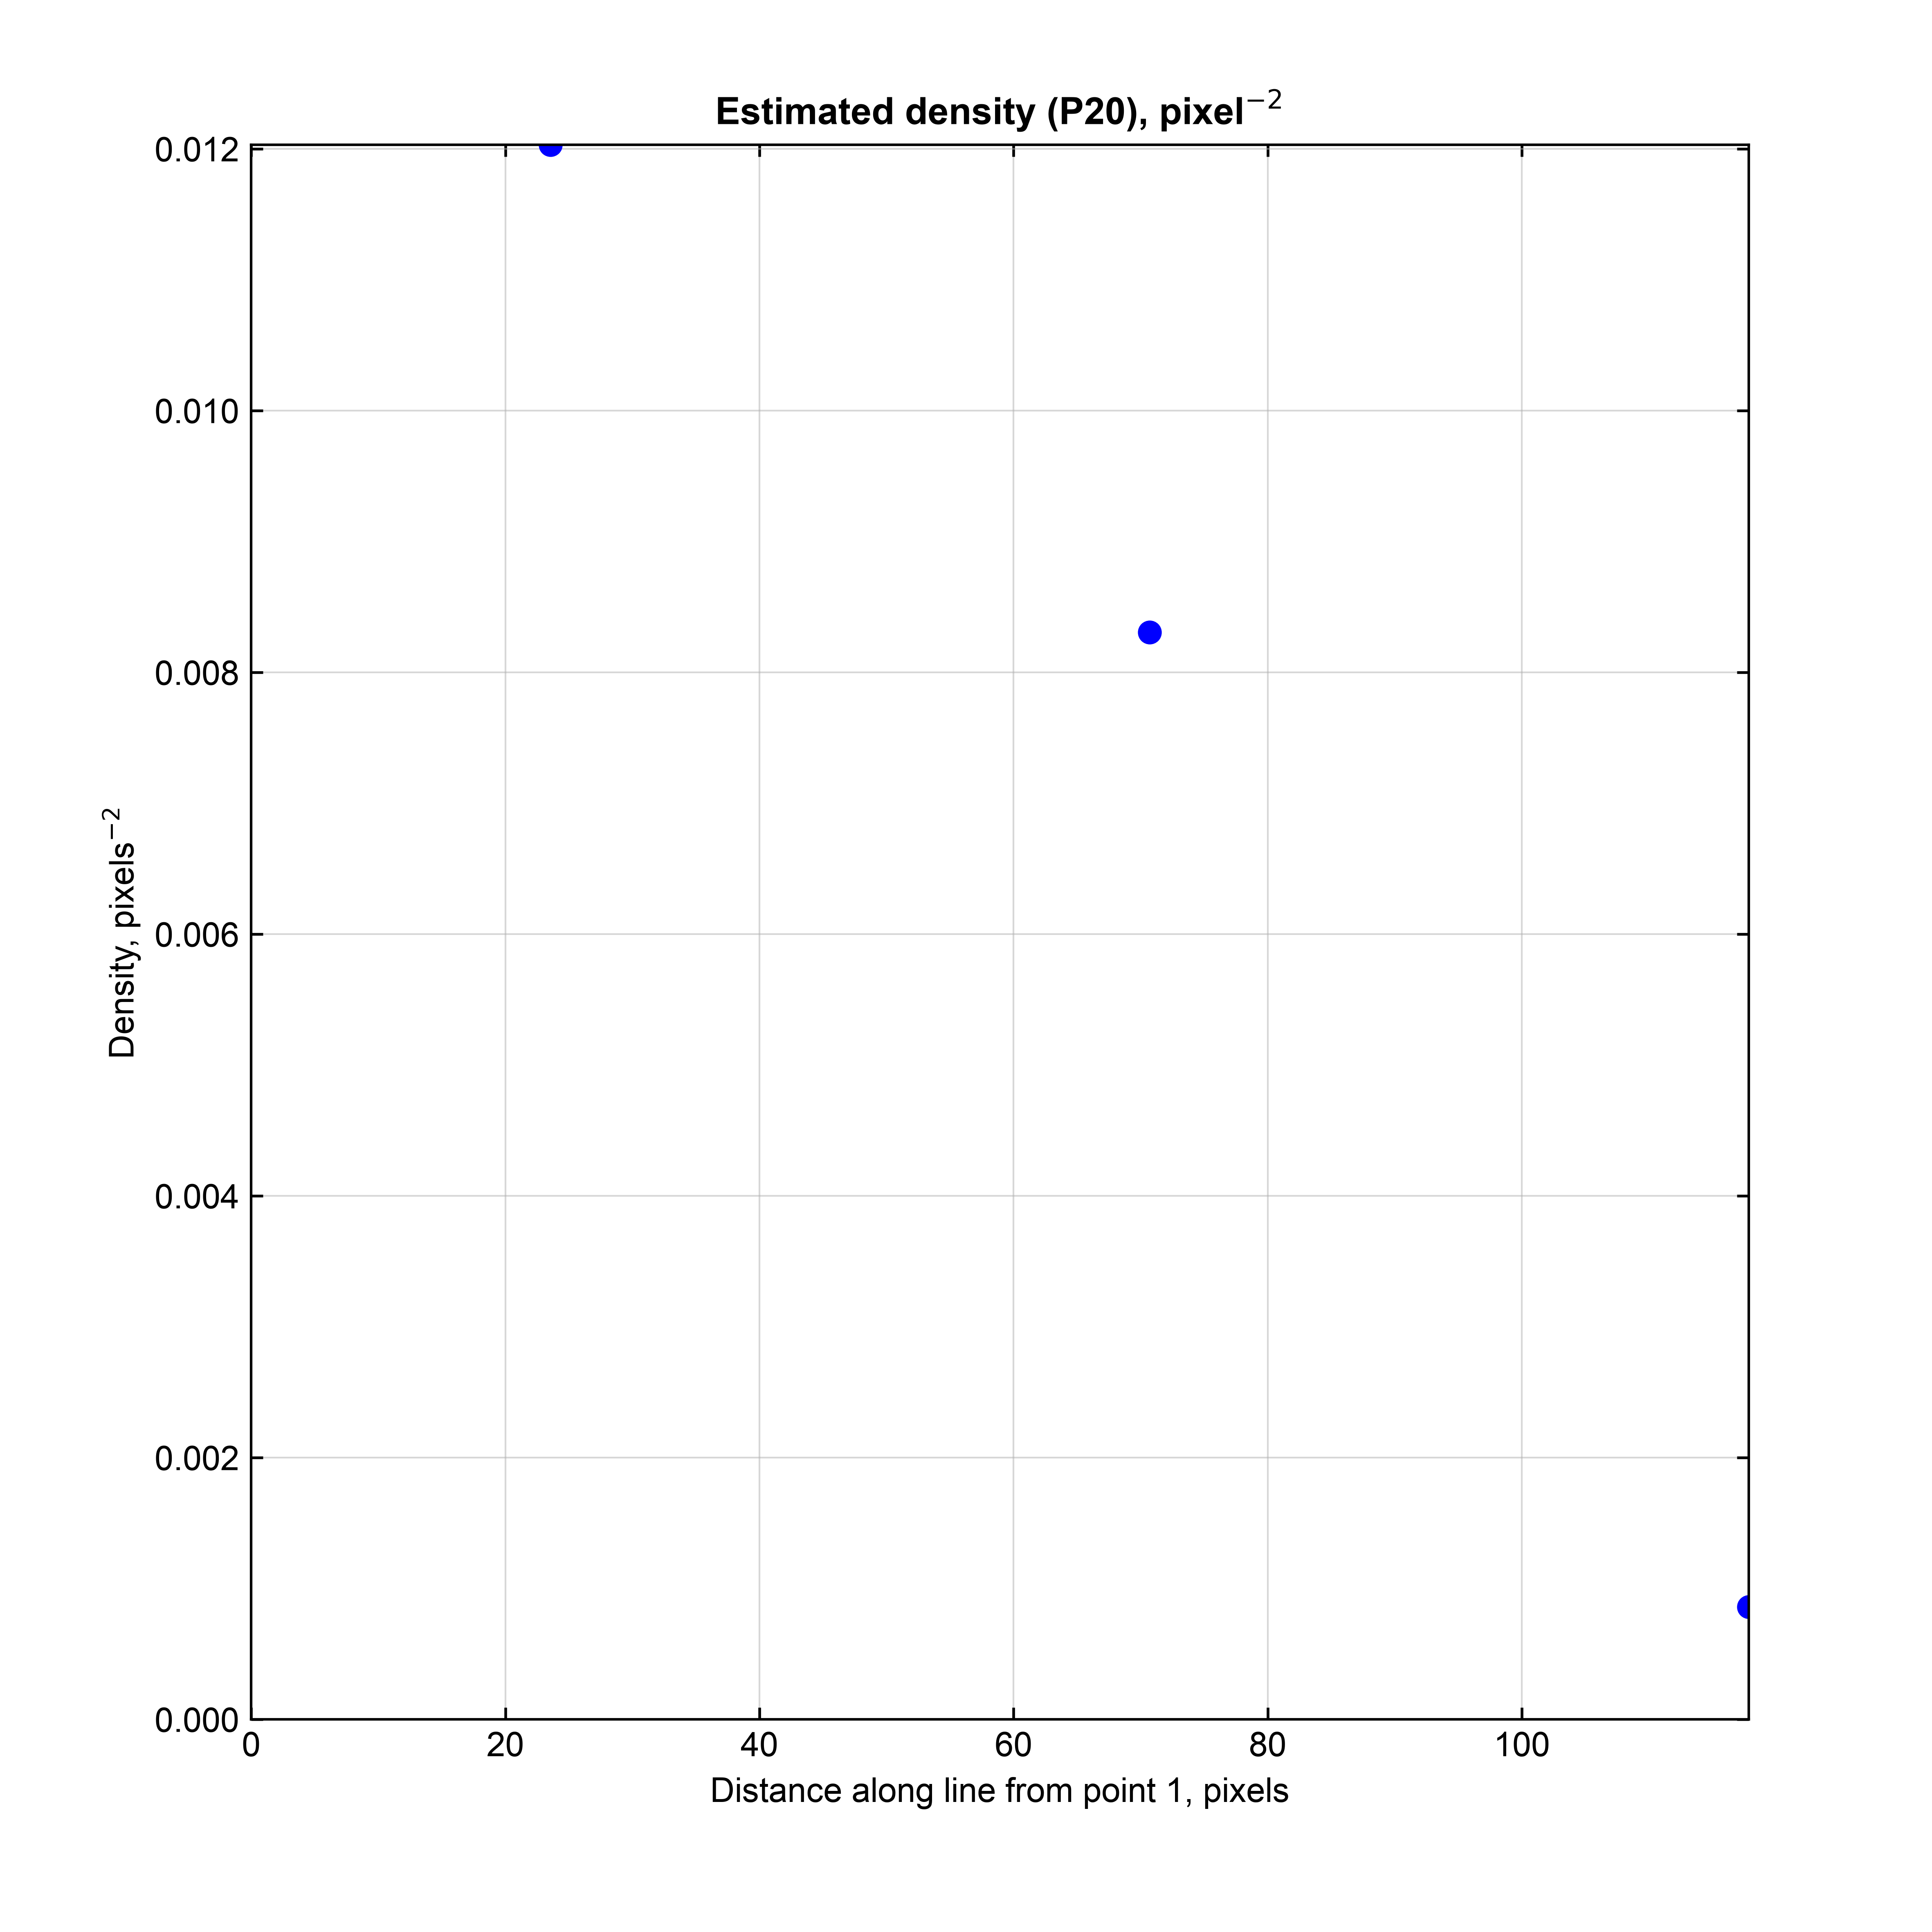 Estimated density (P20), pixel⁻²
0.012
0.010
0.008
0.006
0.004
0.002
0.000
Density, pixels⁻²
0 20 40 60 80 100
Distance along line from point 1, pixels